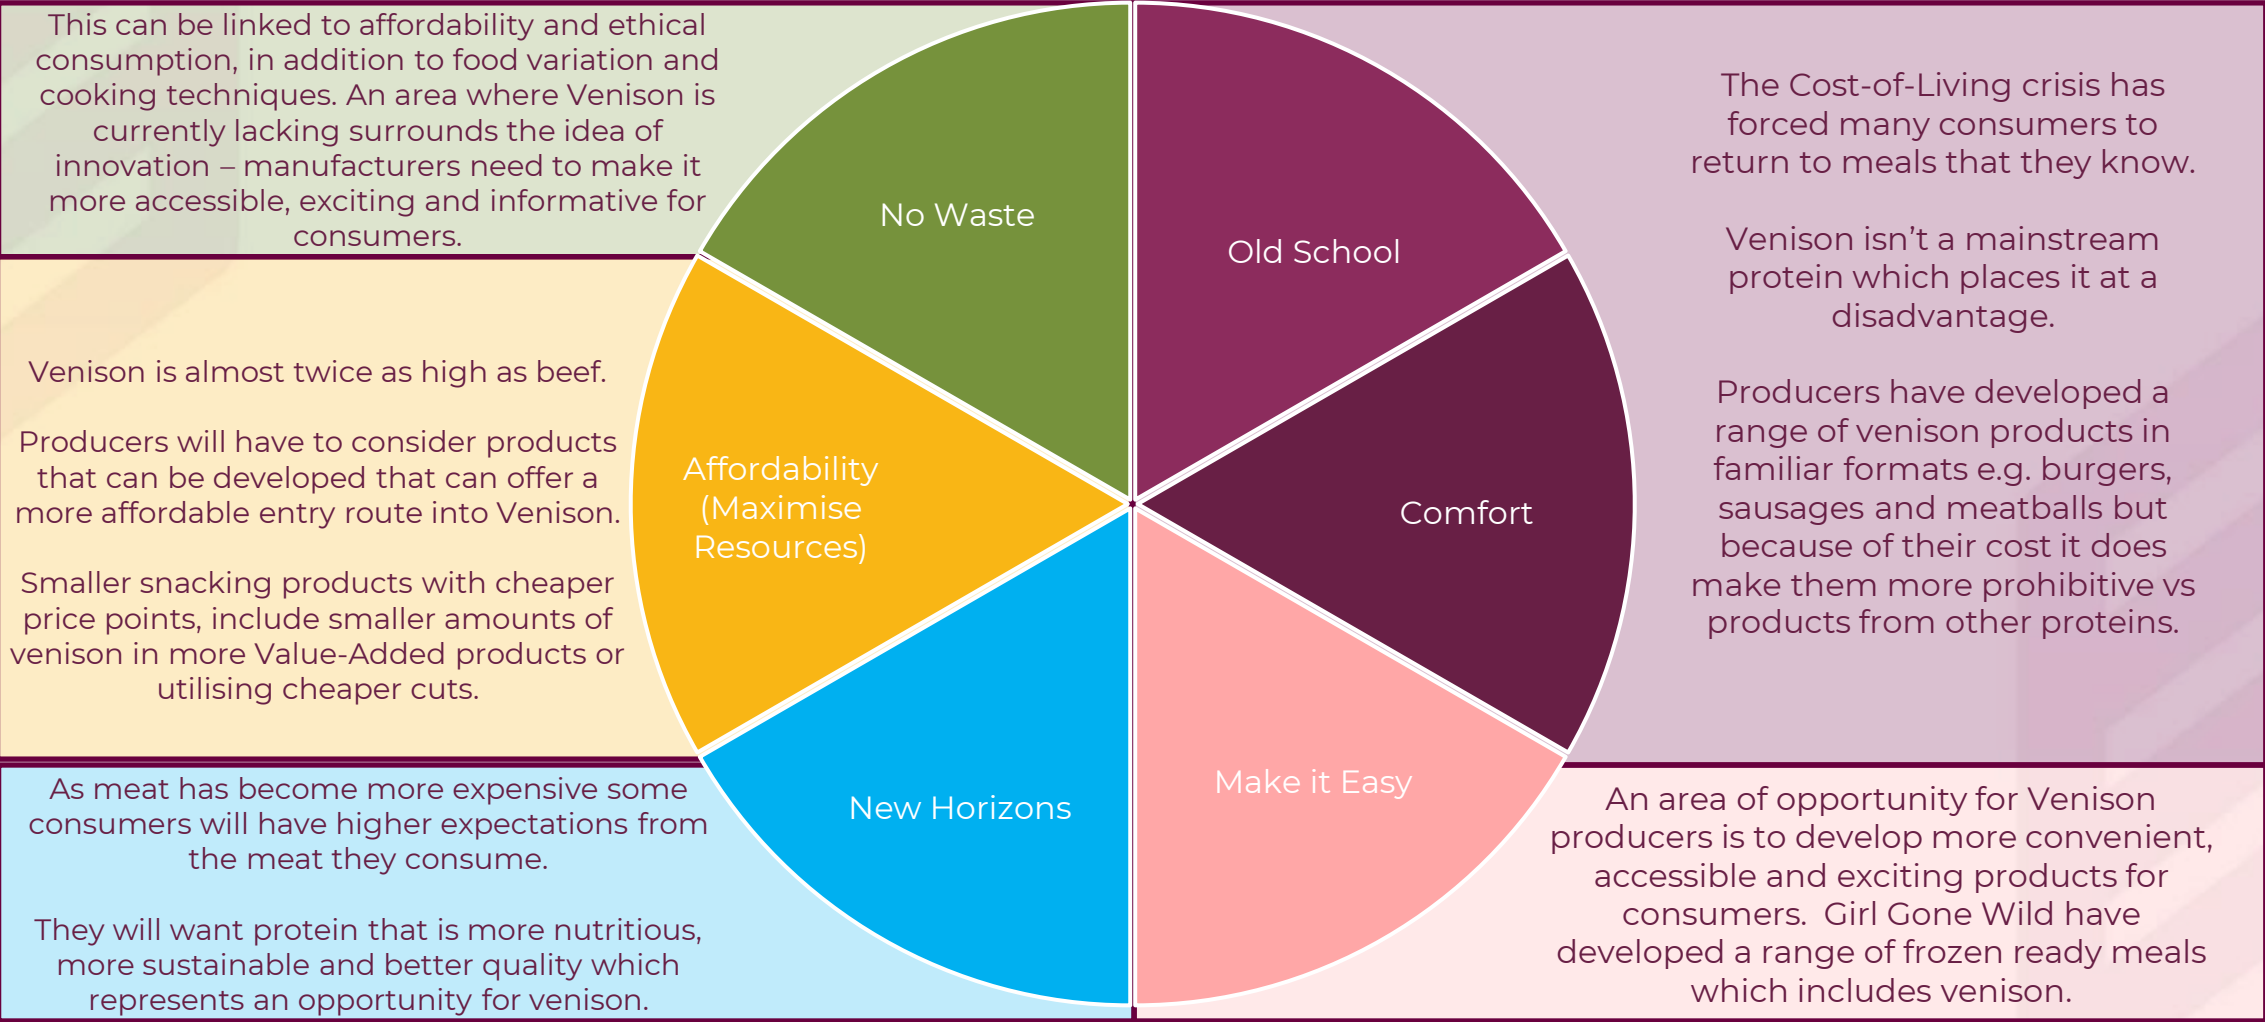 This can be linked to affordability and ethical
consumption, in addition to food variation and
cooking techniques. An area where Venison is
currently lacking surrounds the idea of
innovation – manufacturers need to make it
more accessible, exciting and informative for
consumers.
Venison is almost twice as high as beef.
Producers will have to consider products
that can be developed that can offer a
more affordable entry route into Venison.
Smaller snacking products with cheaper
price points, include smaller amounts of
venison in more Value-Added products or
utilising cheaper cuts.
As meat has become more expensive some
consumers will have higher expectations from
the meat they consume.
They will want protein that is more nutritious,
more sustainable and better quality which
represents an opportunity for venison.
No Waste
Old School
Affordability
(Maximise
Resources)
Comfort
New Horizons
Make it Easy
The Cost-of-Living crisis has
forced many consumers to
return to meals that they know.
Venison isn’t a mainstream
protein which places it at a
disadvantage.
Producers have developed a
range of venison products in
familiar formats e.g. burgers,
sausages and meatballs but
because of their cost it does
make them more prohibitive vs
products from other proteins.
An area of opportunity for Venison
producers is to develop more convenient,
accessible and exciting products for
consumers.  Girl Gone Wild have
developed a range of frozen ready meals
which includes venison.